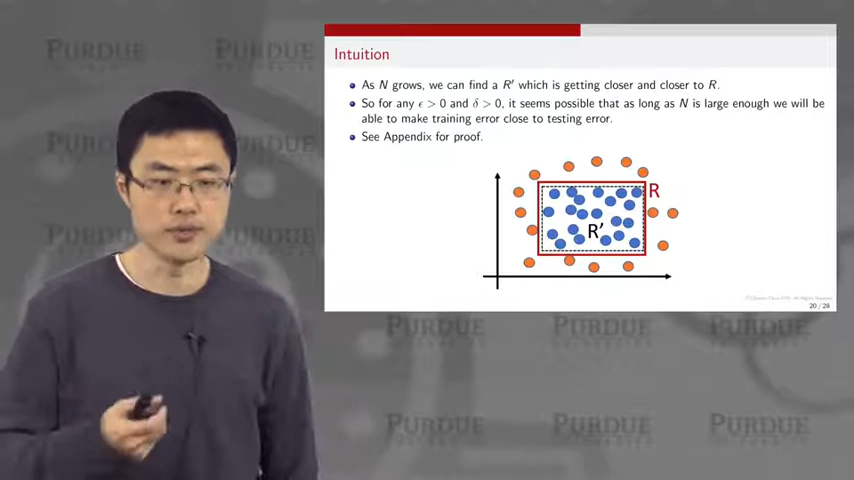 PURDUE
PURDUE
Intuition
As N grows, we can find a R′ which is getting closer and closer to R.
So for any ϵ > 0 and δ > 0, it seems possible that as long as N is large enough we will be
able to make training error close to testing error.
See Appendix for proof.
R
R′
20 / 28
PURDUE
PURDUE
PURDUE
PURDUE
PURDUE
PURDUE